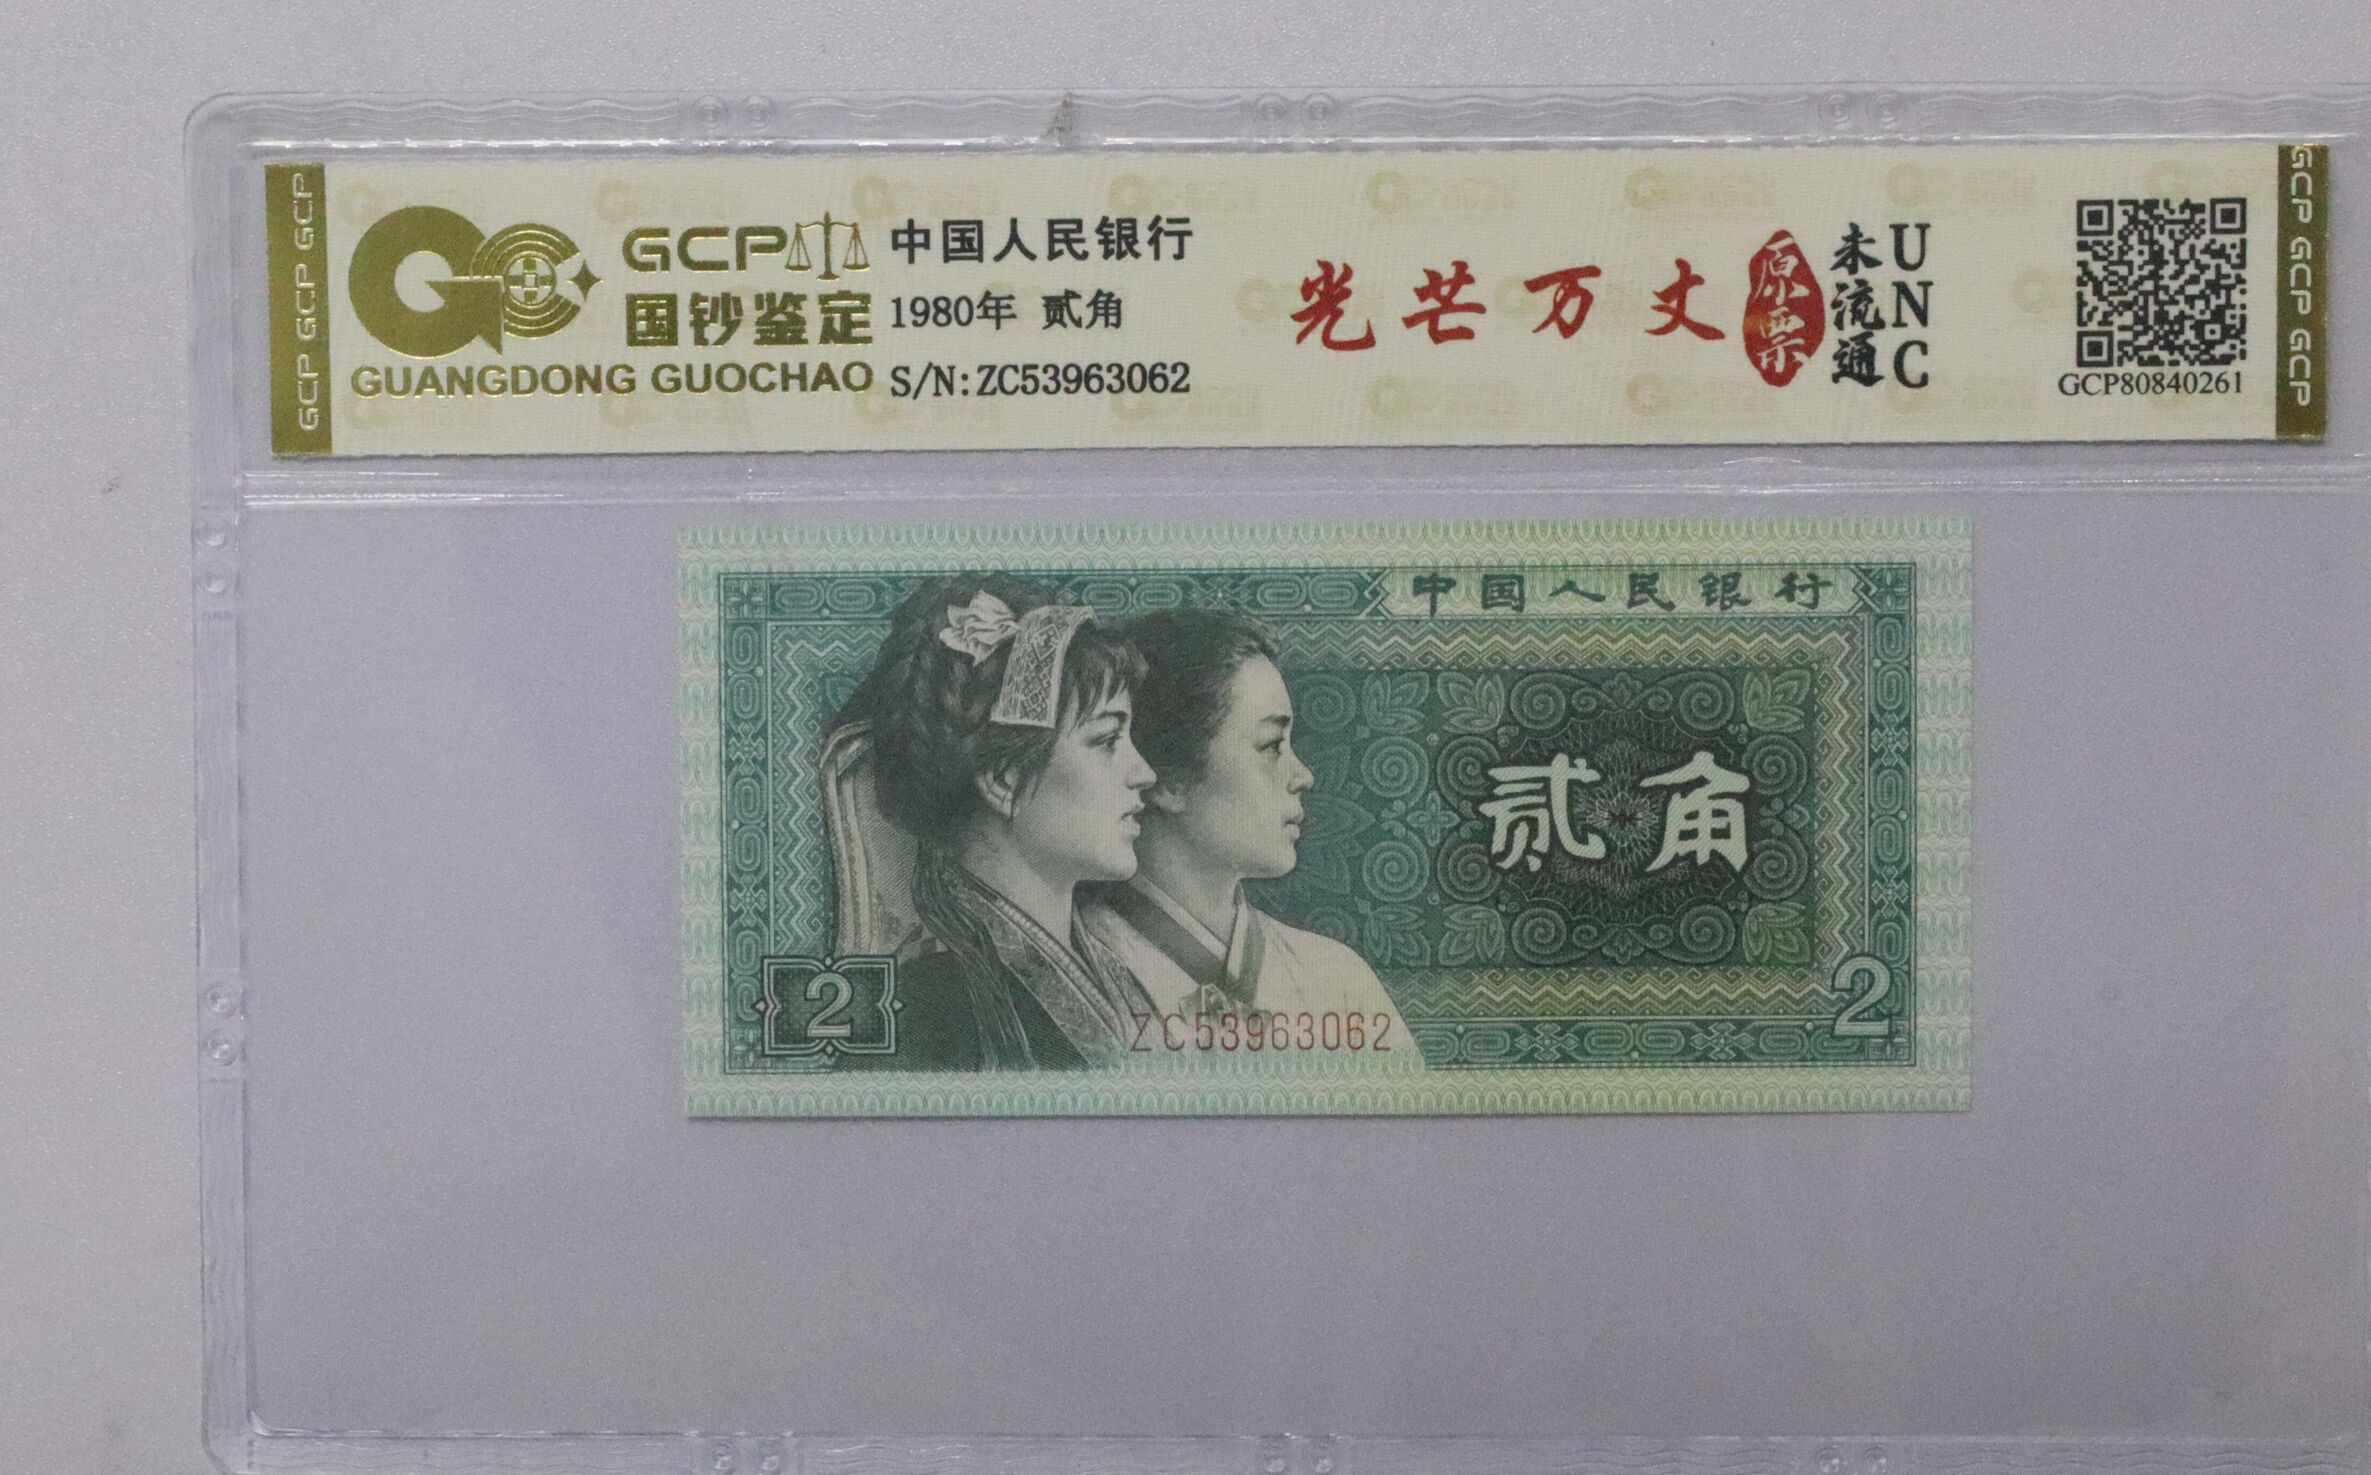 GCP GCP GCP
GCP
国钞鉴定
GUANGDONG GUOCHAO
中国人民银行
1980年 贰角
S/N:ZC53963062
光芒万丈
原票
未流通
UNC
GCP80840261
GCP GCP GCP
中国人民银行
贰角
2
2
ZC53963062